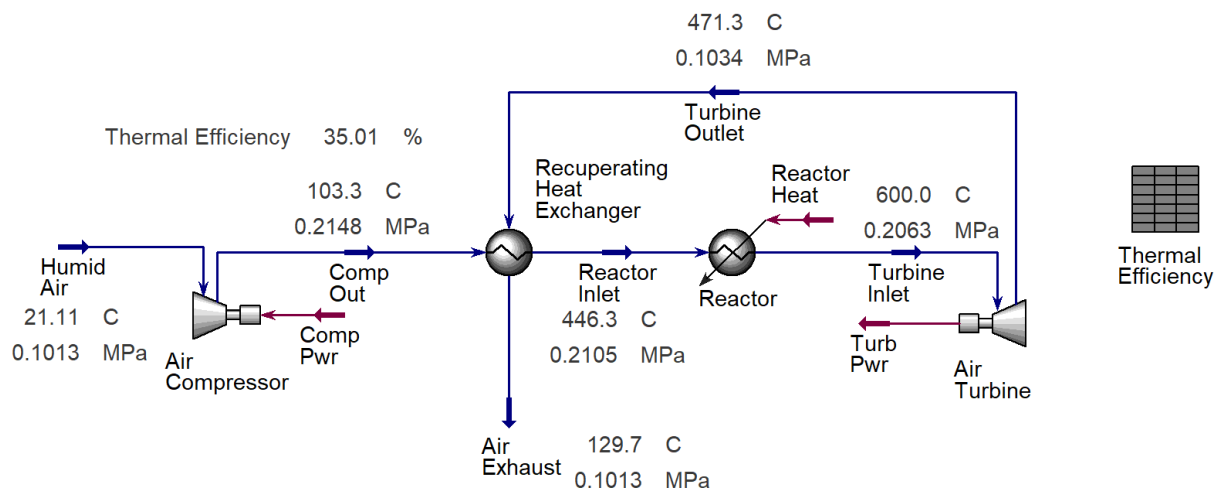 471.3 C
0.1034 MPa
Turbine
Outlet
Thermal Efficiency 35.01 %
Recuperating
Heat
Exchanger
Reactor
Heat
103.3 C
0.2148 MPa
600.0 C
0.2063 MPa
Humid
Air
21.11 C
0.1013 MPa
Comp
Out
Reactor
Inlet
446.3 C
0.2105 MPa
Reactor
Turbine
Inlet
Thermal
Efficiency
Air
Compressor
Comp
Pwr
Turb
Pwr
Air
Turbine
Air
Exhaust
129.7 C
0.1013 MPa